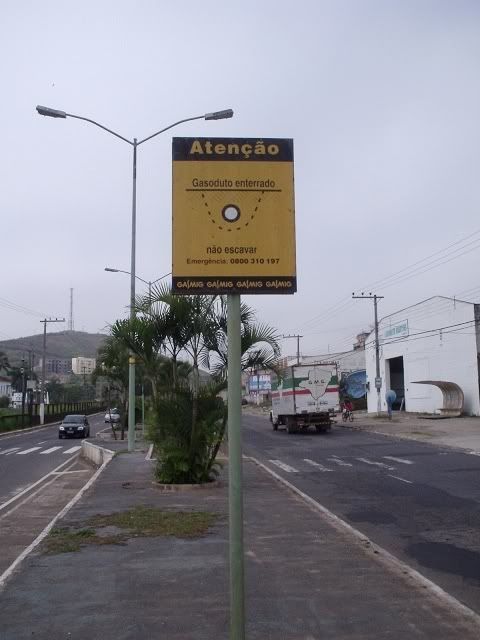 Atenção
Gasoduto enterrado
não escavar
Emergência: 0800 310 197
GASMIG GASMIG GASMIG GASMIG